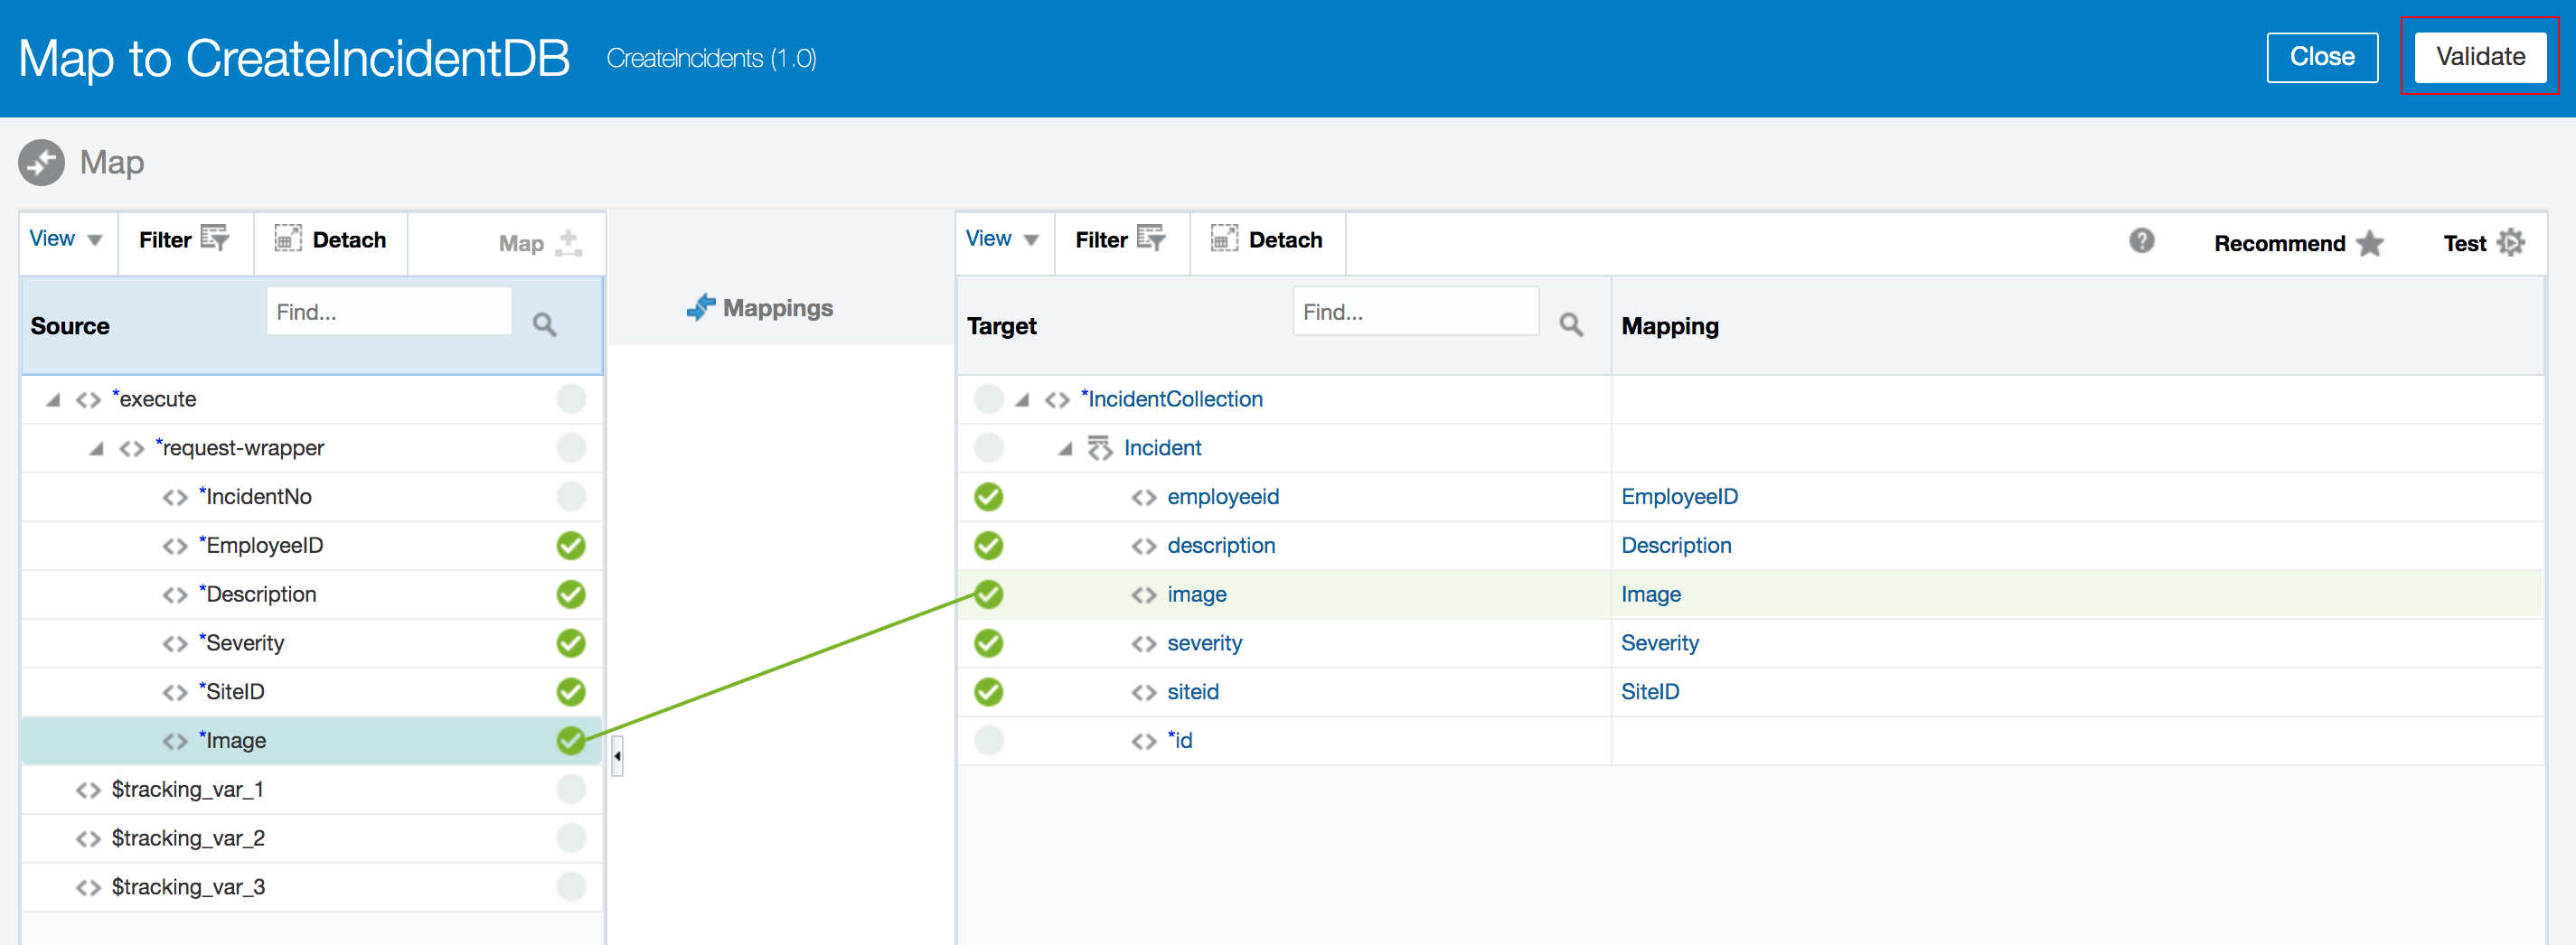 Map to CreateIncidentDB CreateIncidents (1.0) Close Validate
Map
View Filter Detach Map
Source Find...
*execute
*request-wrapper
*IncidentNo
*EmployeeID
*Description
*Severity
*SiteID
*Image
$tracking_var_1
$tracking_var_2
$tracking_var_3
Mappings
View Filter Detach ? Recommend Test
Target Find... Mapping
*IncidentCollection
Incident
employeeid EmployeeID
description Description
image Image
severity Severity
siteid SiteID
*id